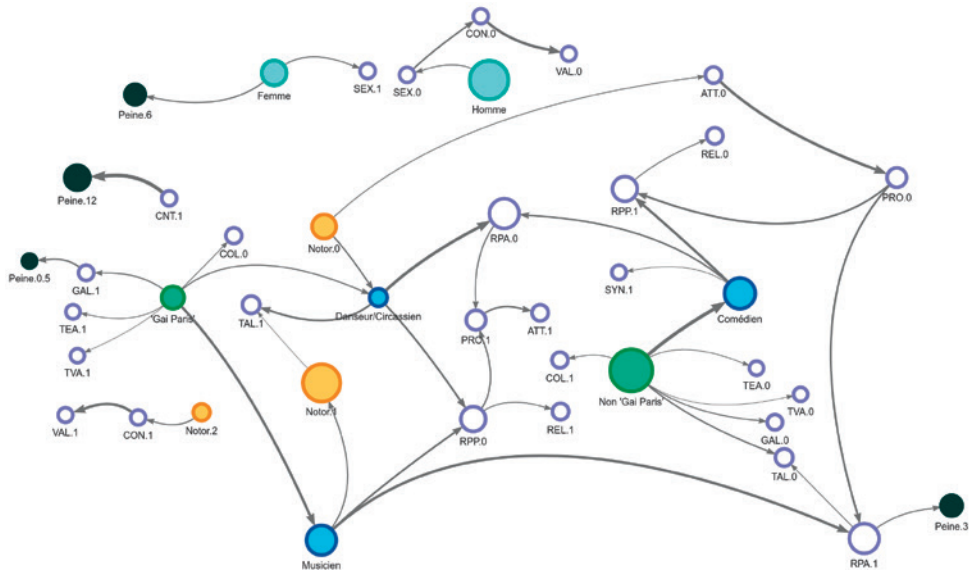 CON.0
VAL.0
SEX.1
SEX.0
Femme
Homme
ATT.0
Peine.6
REL.0
Peine.12
CNT.1
RPP.1
PRO.0
Notor.0
RPA.0
COL.0
Peine.0.5
GAL.1
SYN.1
'Gai Paris'
TAL.1
Danseur/Circassien
Comédien
TEA.1
PRO.1
ATT.1
TVA.1
COL.1
TEA.0
Notor.1
Non 'Gai Paris'
TVA.0
VAL.1
CON.1
Notor.2
RPP.0
REL.1
GAL.0
TAL.0
Peine.3
Musicien
RPA.1